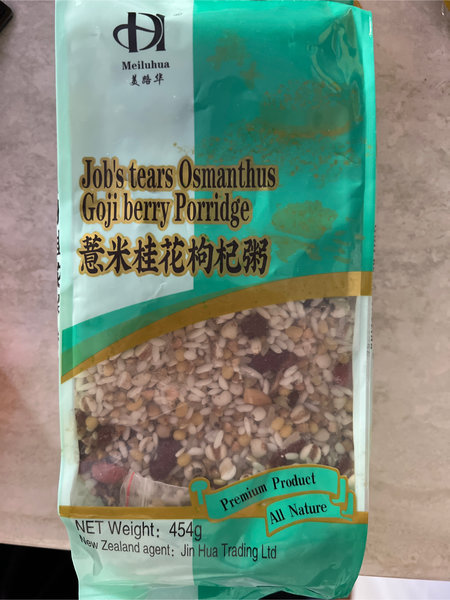 Meiluhua
美路华
Job's tears Osmanthus
Goji berry Porridge
薏米桂花枸杞粥
Premium Product
All Nature
NET Weight: 454g
New Zealand agent: Jin Hua Trading Ltd